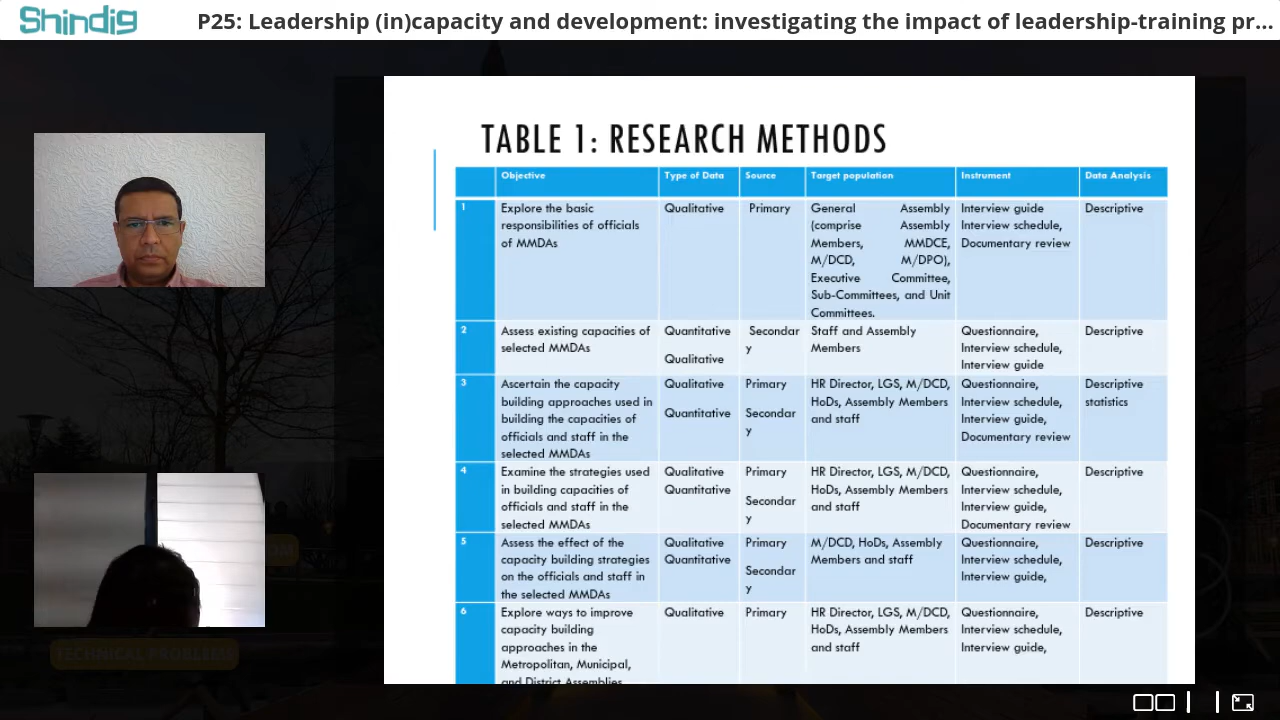 Shindig
P25: Leadership (in)capacity and development: investigating the impact of leadership-training pr...
TABLE 1: RESEARCH METHODS
Objective Type of Data Source Target population Instrument Data Analysis
1 Explore the basic Qualitative Primary General Assembly Interview guide Descriptive
responsibilities of officials (comprise Assembly Interview schedule,
of MMDAs Members, MMDCE, Documentary review
M/DCD, M/DPO),
Executive Committee,
Sub-Committees, and Unit
Committees.
2 Assess existing capacities of Quantitative Secondar Staff and Assembly Questionnaire, Descriptive
selected MMDAs y Members Interview schedule,
Qualitative Interview guide
3 Ascertain the capacity Qualitative Primary HR Director, LGS, M/DCD, Questionnaire, Descriptive
building approaches used in HoDs, Assembly Members Interview schedule, statistics
building the capacities of Quantitative Secondar and staff Interview guide,
officials and staff in the y Documentary review
selected MMDAs
4 Examine the strategies used Qualitative Primary HR Director, LGS, M/DCD, Questionnaire, Descriptive
in building capacities of Quantitative HoDs, Assembly Members Interview schedule,
officials and staff in the Secondar and staff Interview guide,
selected MMDAs y Documentary review
5 Assess the effect of the Qualitative Primary M/DCD, HoDs, Assembly Questionnaire, Descriptive
capacity building strategies Quantitative Members and staff Interview schedule,
on the officials and staff in Secondar Interview guide,
the selected MMDAs y
6 Explore ways to improve Qualitative Primary HR Director, LGS, M/DCD, Questionnaire, Descriptive
capacity building HoDs, Assembly Members Interview schedule,
approaches in the and staff Interview guide,
Metropolitan, Municipal,
and District Assemblies
OM
TECHNICAL PROBLEMS